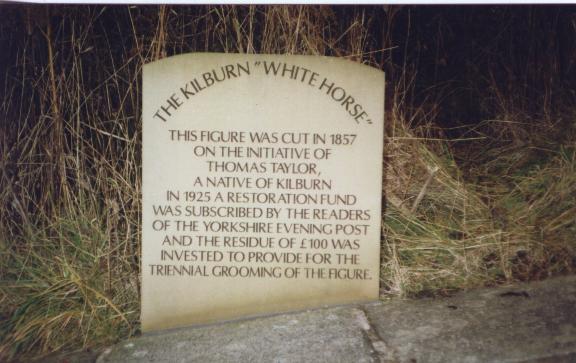 THE KILBURN "WHITE HORSE"
THIS FIGURE WAS CUT IN 1857
ON THE INITIATIVE OF
THOMAS TAYLOR,
A NATIVE OF KILBURN
IN 1925 A RESTORATION FUND
WAS SUBSCRIBED BY THE READERS
OF THE YORKSHIRE EVENING POST
AND THE RESIDUE OF £100 WAS
INVESTED TO PROVIDE FOR THE
TRIENNIAL GROOMING OF THE FIGURE.